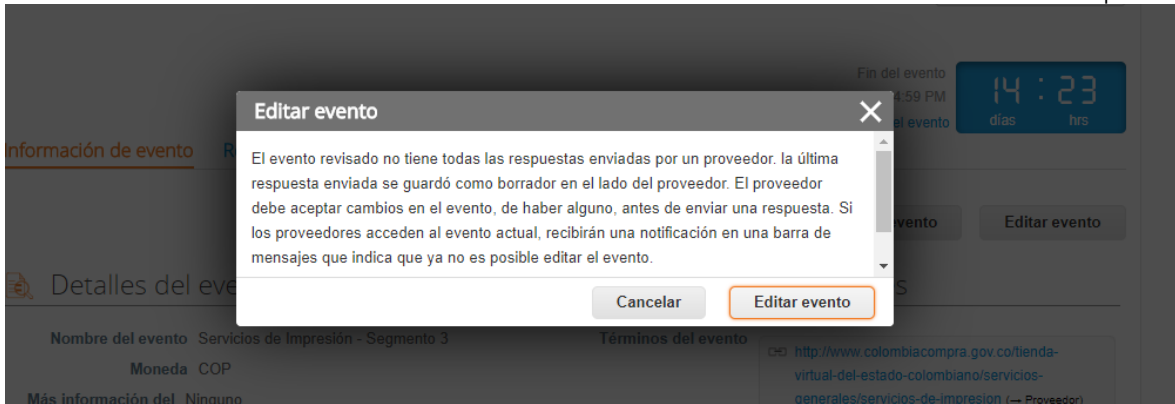 Fin del evento
4:59 PM
el evento
14 : 23
días hrs
Editar evento
Información de evento R
El evento revisado no tiene todas las respuestas enviadas por un proveedor. la última
respuesta enviada se guardó como borrador en el lado del proveedor. El proveedor
debe aceptar cambios en el evento, de haber alguno, antes de enviar una respuesta. Si
los proveedores acceden al evento actual, recibirán una notificación en una barra de
mensajes que indica que ya no es posible editar el evento.
vento Editar evento
Cancelar Editar evento
Detalles del eve s
Nombre del evento Servicios de Impresión - Segmento 3
Moneda COP
Más información del Ninguno
Términos del evento
http://www.colombiacompra.gov.co/tienda-
virtual-del-estado-colombiano/servicios-
generales/servicios-de-impresion (→ Proveedor)